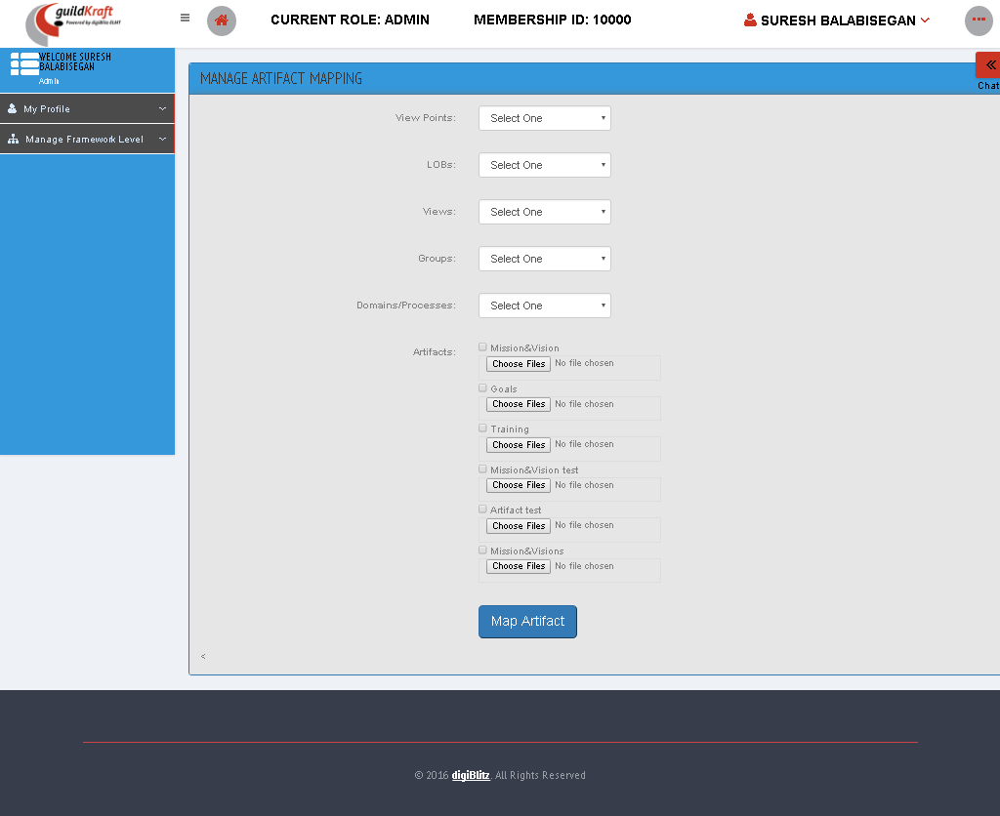 guildKraft
Powered by digiBlitz ELMT
CURRENT ROLE: ADMIN
MEMBERSHIP ID: 10000
SURESH BALABISEGAN
WELCOME SURESH
BALABISEGAN
Admin
My Profile
Manage Framework Level
MANAGE ARTIFACT MAPPING
Chat
View Points:
Select One
LOBs:
Select One
Views:
Select One
Groups:
Select One
Domains/Processes:
Select One
Artifacts:
Mission&Vision
Choose Files No file chosen
Goals
Choose Files No file chosen
Training
Choose Files No file chosen
Mission&Vision test
Choose Files No file chosen
Artifact test
Choose Files No file chosen
Mission&Visions
Choose Files No file chosen
Map Artifact
<
© 2016 digiBlitz. All Rights Reserved